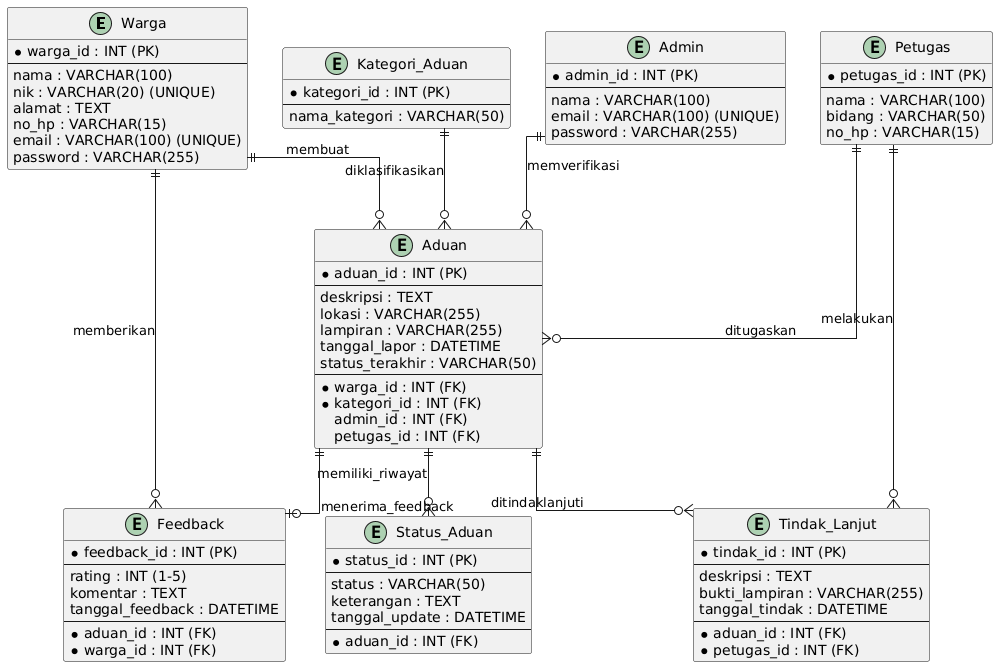 E Warga
* warga_id : INT (PK)
nama : VARCHAR(100)
nik : VARCHAR(20) (UNIQUE)
alamat : TEXT
no_hp : VARCHAR(15)
email : VARCHAR(100) (UNIQUE)
password : VARCHAR(255)
E Kategori_Aduan
* kategori_id : INT (PK)
nama_kategori : VARCHAR(50)
E Admin
* admin_id : INT (PK)
nama : VARCHAR(100)
email : VARCHAR(100) (UNIQUE)
password : VARCHAR(255)
E Petugas
* petugas_id : INT (PK)
nama : VARCHAR(100)
bidang : VARCHAR(50)
no_hp : VARCHAR(15)
membuat
diklasifikasikan
memverifikasi
E Aduan
* aduan_id : INT (PK)
deskripsi : TEXT
lokasi : VARCHAR(255)
lampiran : VARCHAR(255)
tanggal_lapor : DATETIME
status_terakhir : VARCHAR(50)
* warga_id : INT (FK)
* kategori_id : INT (FK)
admin_id : INT (FK)
petugas_id : INT (FK)
memberikan
ditugaskan
melakukan
memiliki_riwayat
menerima_feedback
ditindaklanjuti
E Feedback
* feedback_id : INT (PK)
rating : INT (1-5)
komentar : TEXT
tanggal_feedback : DATETIME
* aduan_id : INT (FK)
* warga_id : INT (FK)
E Status_Aduan
* status_id : INT (PK)
status : VARCHAR(50)
keterangan : TEXT
tanggal_update : DATETIME
* aduan_id : INT (FK)
E Tindak_Lanjut
* tindak_id : INT (PK)
deskripsi : TEXT
bukti_lampiran : VARCHAR(255)
tanggal_tindak : DATETIME
* aduan_id : INT (FK)
* petugas_id : INT (FK)